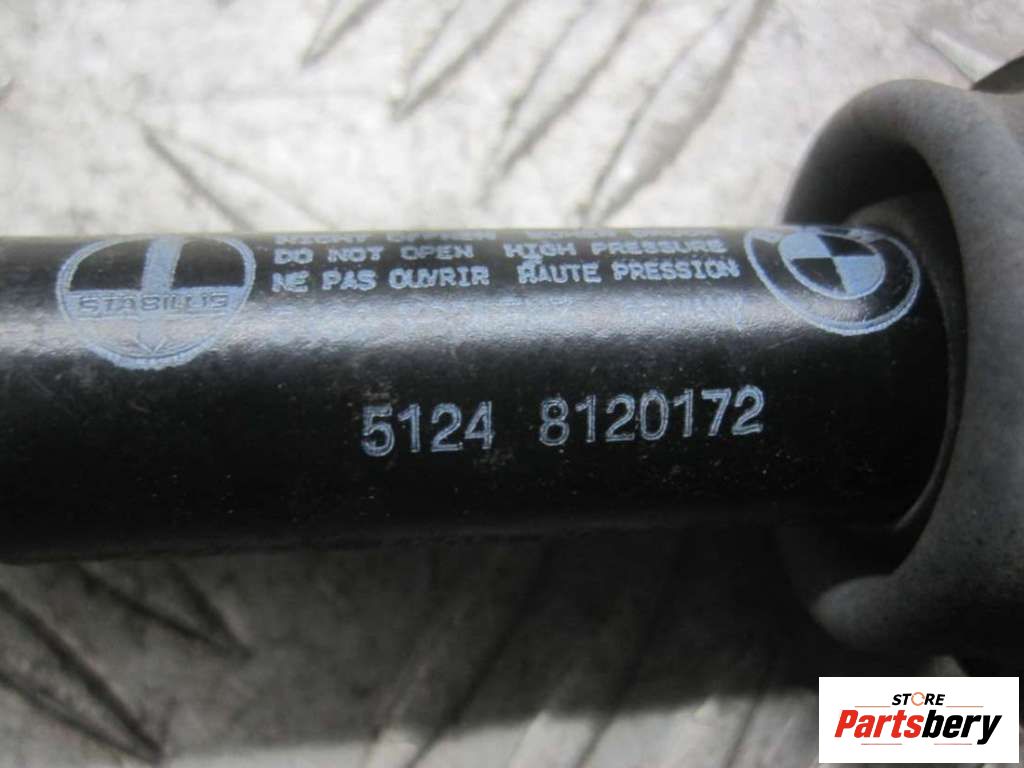 STABILUS
DO NOT OPEN HIGH PRESSURE
NE PAS OUVRIR HAUTE PRESSION
5124 8120172
STORE
Partsbery